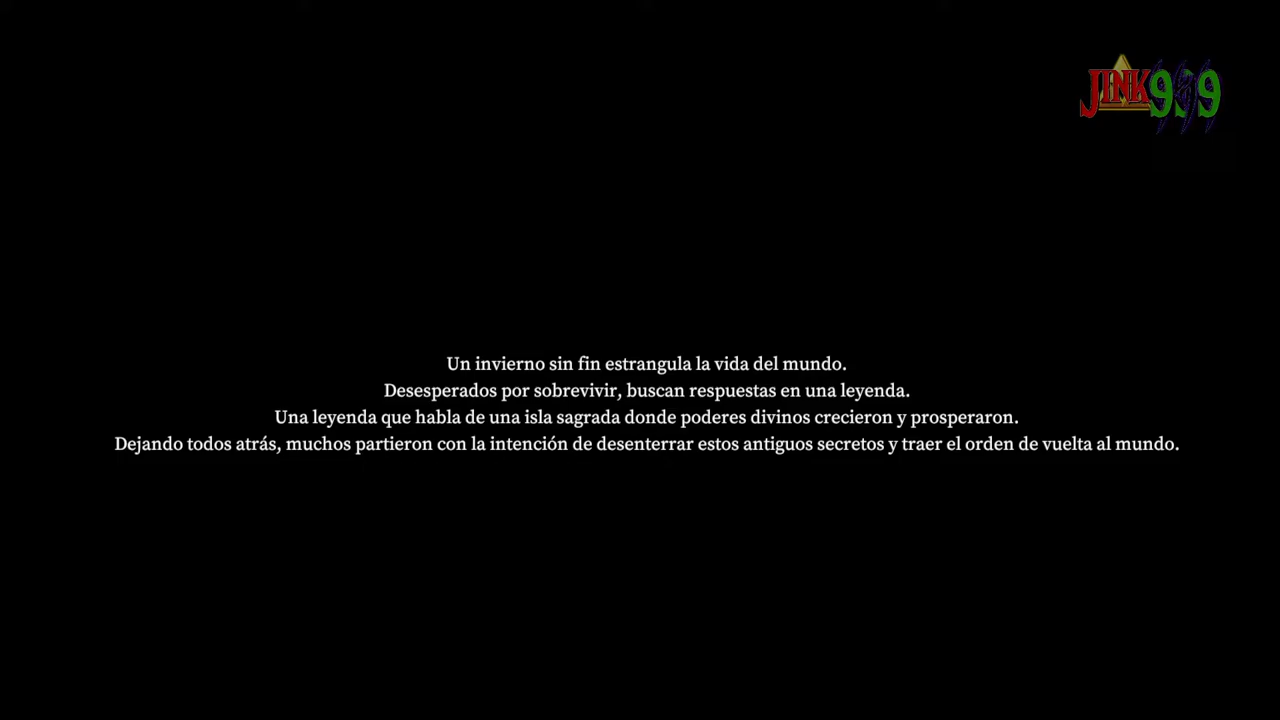 JINK999
Un invierno sin fin estrangula la vida del mundo.
Desesperados por sobrevivir, buscan respuestas en una leyenda.
Una leyenda que habla de una isla sagrada donde poderes divinos crecieron y prosperaron.
Dejando todos atrás, muchos partieron con la intención de desenterrar estos antiguos secretos y traer el orden de vuelta al mundo.